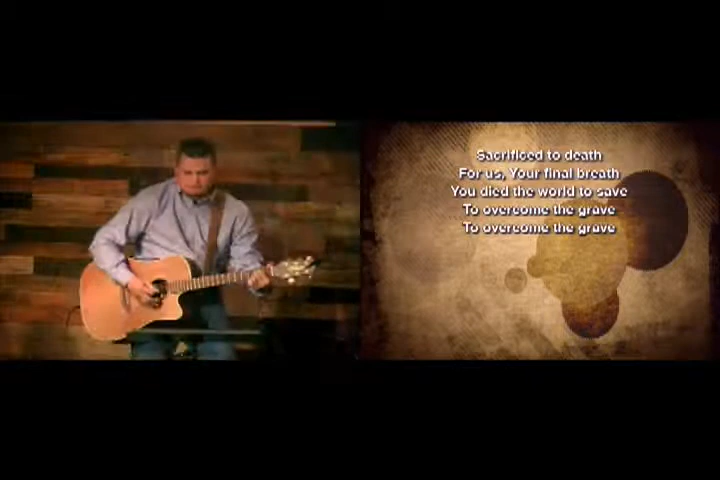 Sacrificed to death
For us, Your final breath
You died the world to save
To overcome the grave
To overcome the grave